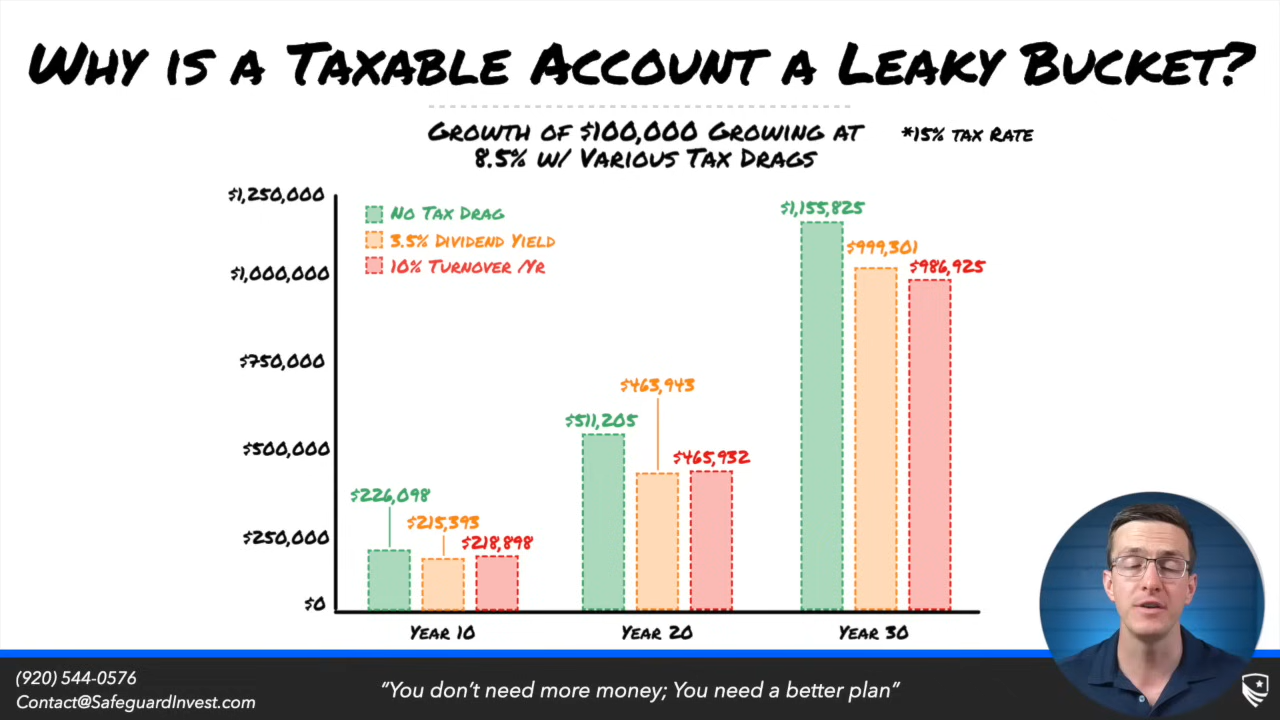 Why is a Taxable Account a Leaky Bucket?
Growth of $100,000 Growing at
8.5% w/ Various Tax Drags
*15% tax Rate
$1,250,000
$1,000,000
$750,000
$500,000
$250,000
$0
No Tax Drag
3.5% Dividend Yield
10% Turnover /Yr
$226,098
$215,393
$218,898
$511,205
$463,943
$465,932
$1,155,825
$999,301
$986,925
Year 10
Year 20
Year 30
(920) 544-0576
Contact@SafeguardInvest.com
"You don't need more money; You need a better plan"